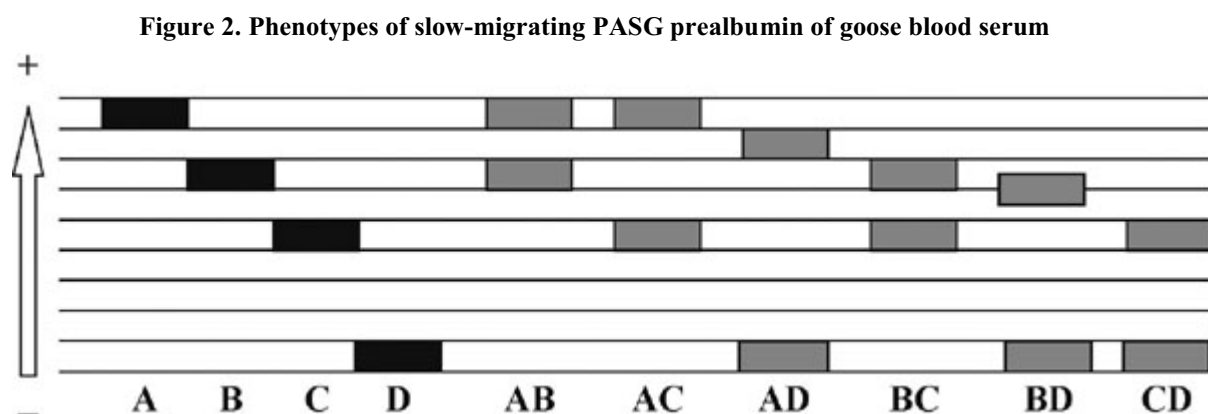 Figure 2. Phenotypes of slow-migrating PASG prealbumin of goose blood serum
+
A B C D AB AC AD BC BD CD
–